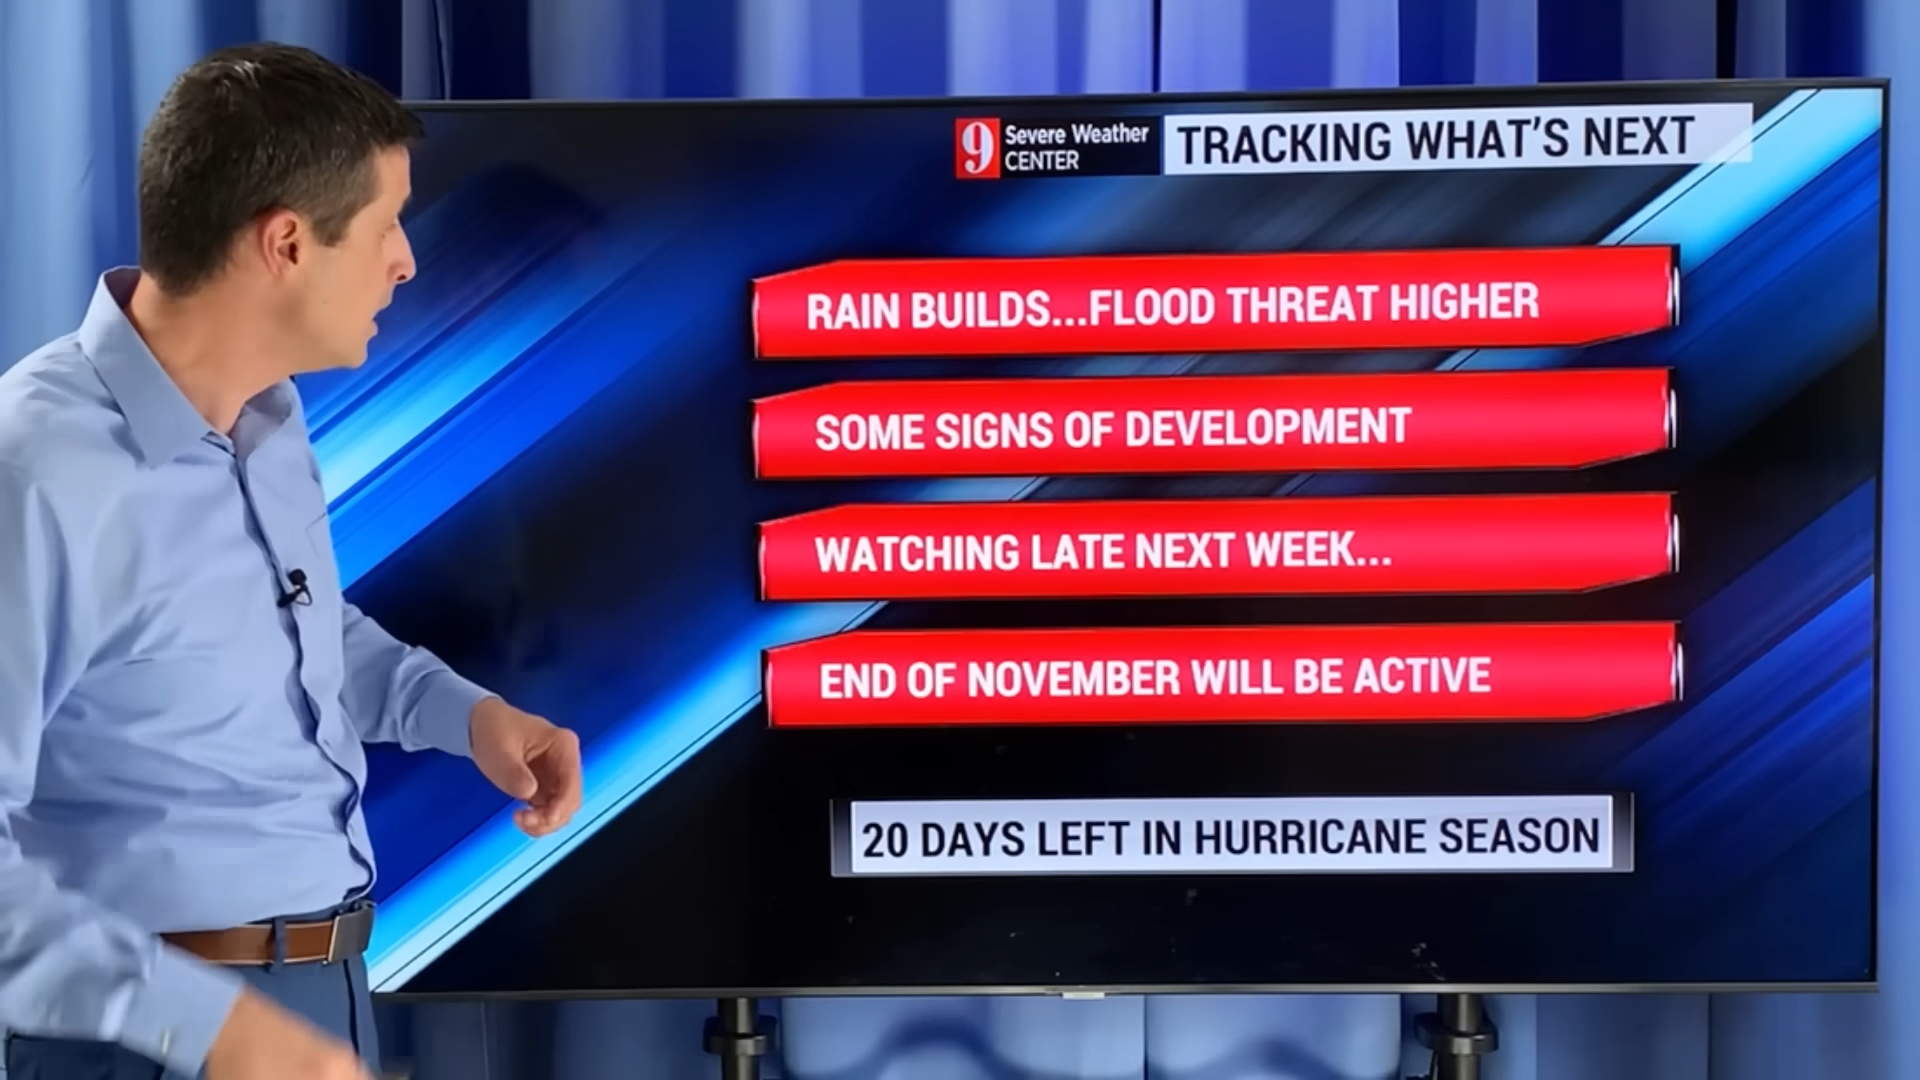 9 Severe Weather
CENTER
TRACKING WHAT'S NEXT
RAIN BUILDS...FLOOD THREAT HIGHER
SOME SIGNS OF DEVELOPMENT
WATCHING LATE NEXT WEEK...
END OF NOVEMBER WILL BE ACTIVE
20 DAYS LEFT IN HURRICANE SEASON